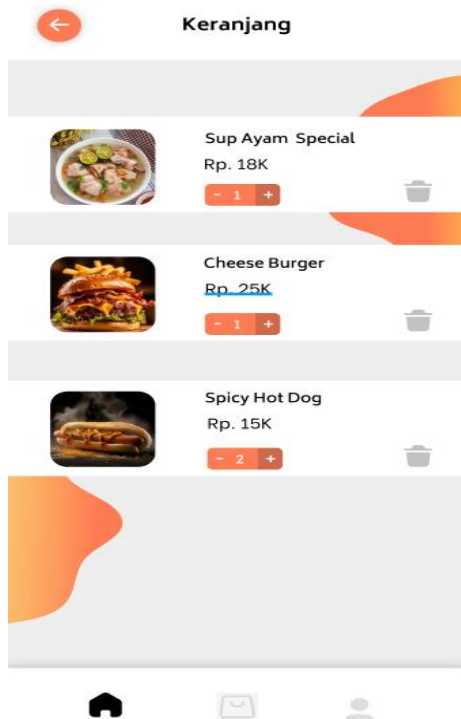 Keranjang
Sup Ayam Special
Rp. 18K
- 1 +
Cheese Burger
Rp. 25K
- 1 +
Spicy Hot Dog
Rp. 15K
- 2 +